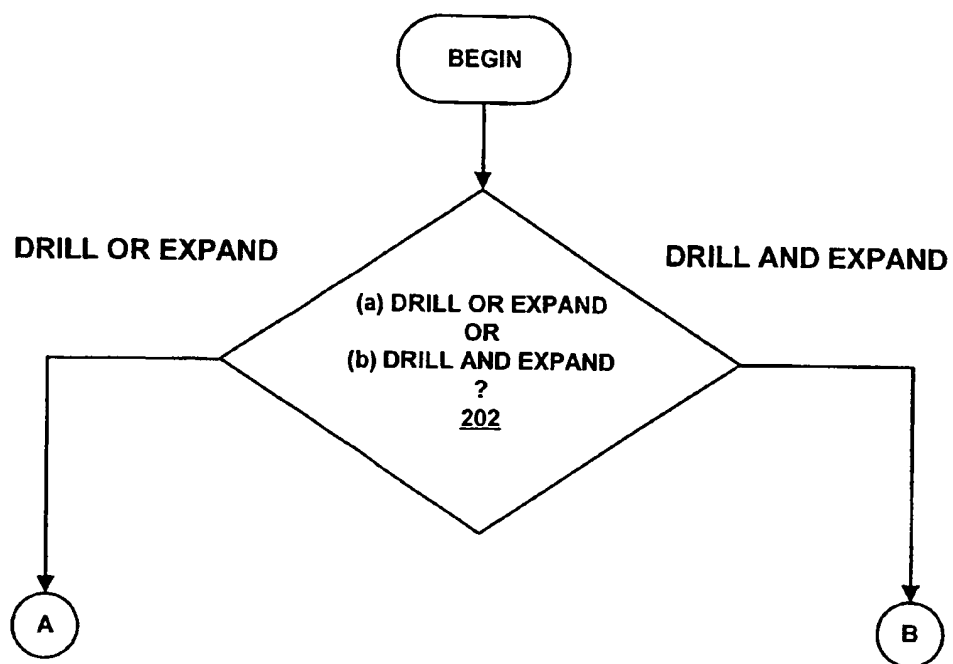 BEGIN
DRILL OR EXPAND
DRILL AND EXPAND
(a) DRILL OR EXPAND
OR
(b) DRILL AND EXPAND
?
202
A
B